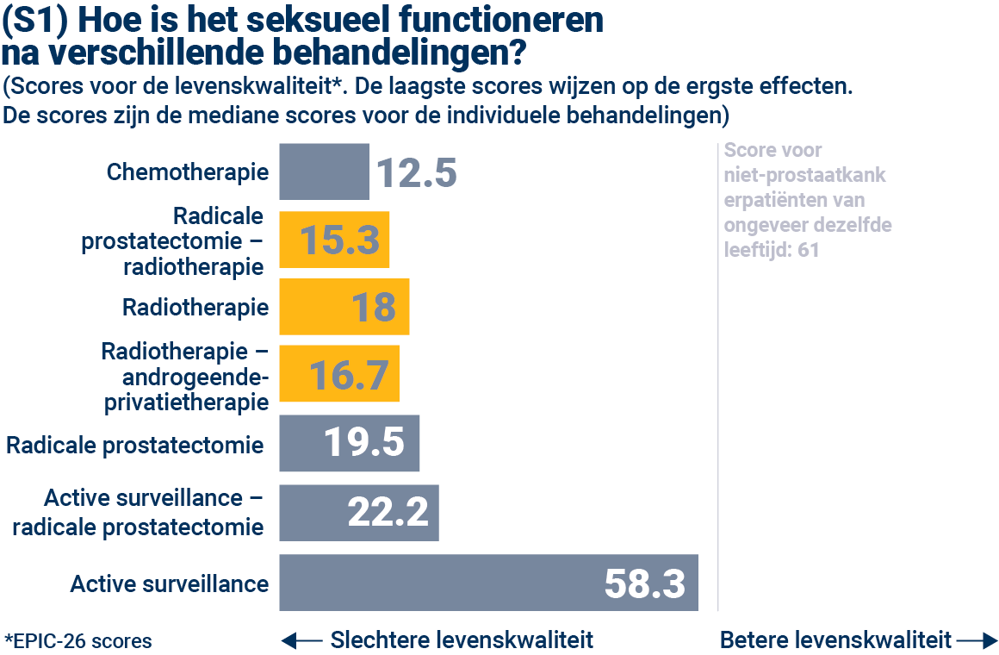 (S1) Hoe is het seksueel functioneren
na verschillende behandelingen?
(Scores voor de levenskwaliteit*. De laagste scores wijzen op de ergste effecten.
De scores zijn de mediane scores voor de individuele behandelingen)
Chemotherapie
12.5
Radicale
prostatectomie –
radiotherapie
15.3
Radiotherapie
18
Radiotherapie –
androgeende-
privatietherapie
16.7
Radicale prostatectomie
19.5
Active surveillance –
radicale prostatectomie
22.2
Active surveillance
58.3
Score voor
niet-prostaatkank
erpatiënten van
ongeveer dezelfde
leeftijd: 61
*EPIC-26 scores
Slechtere levenskwaliteit
Betere levenskwaliteit